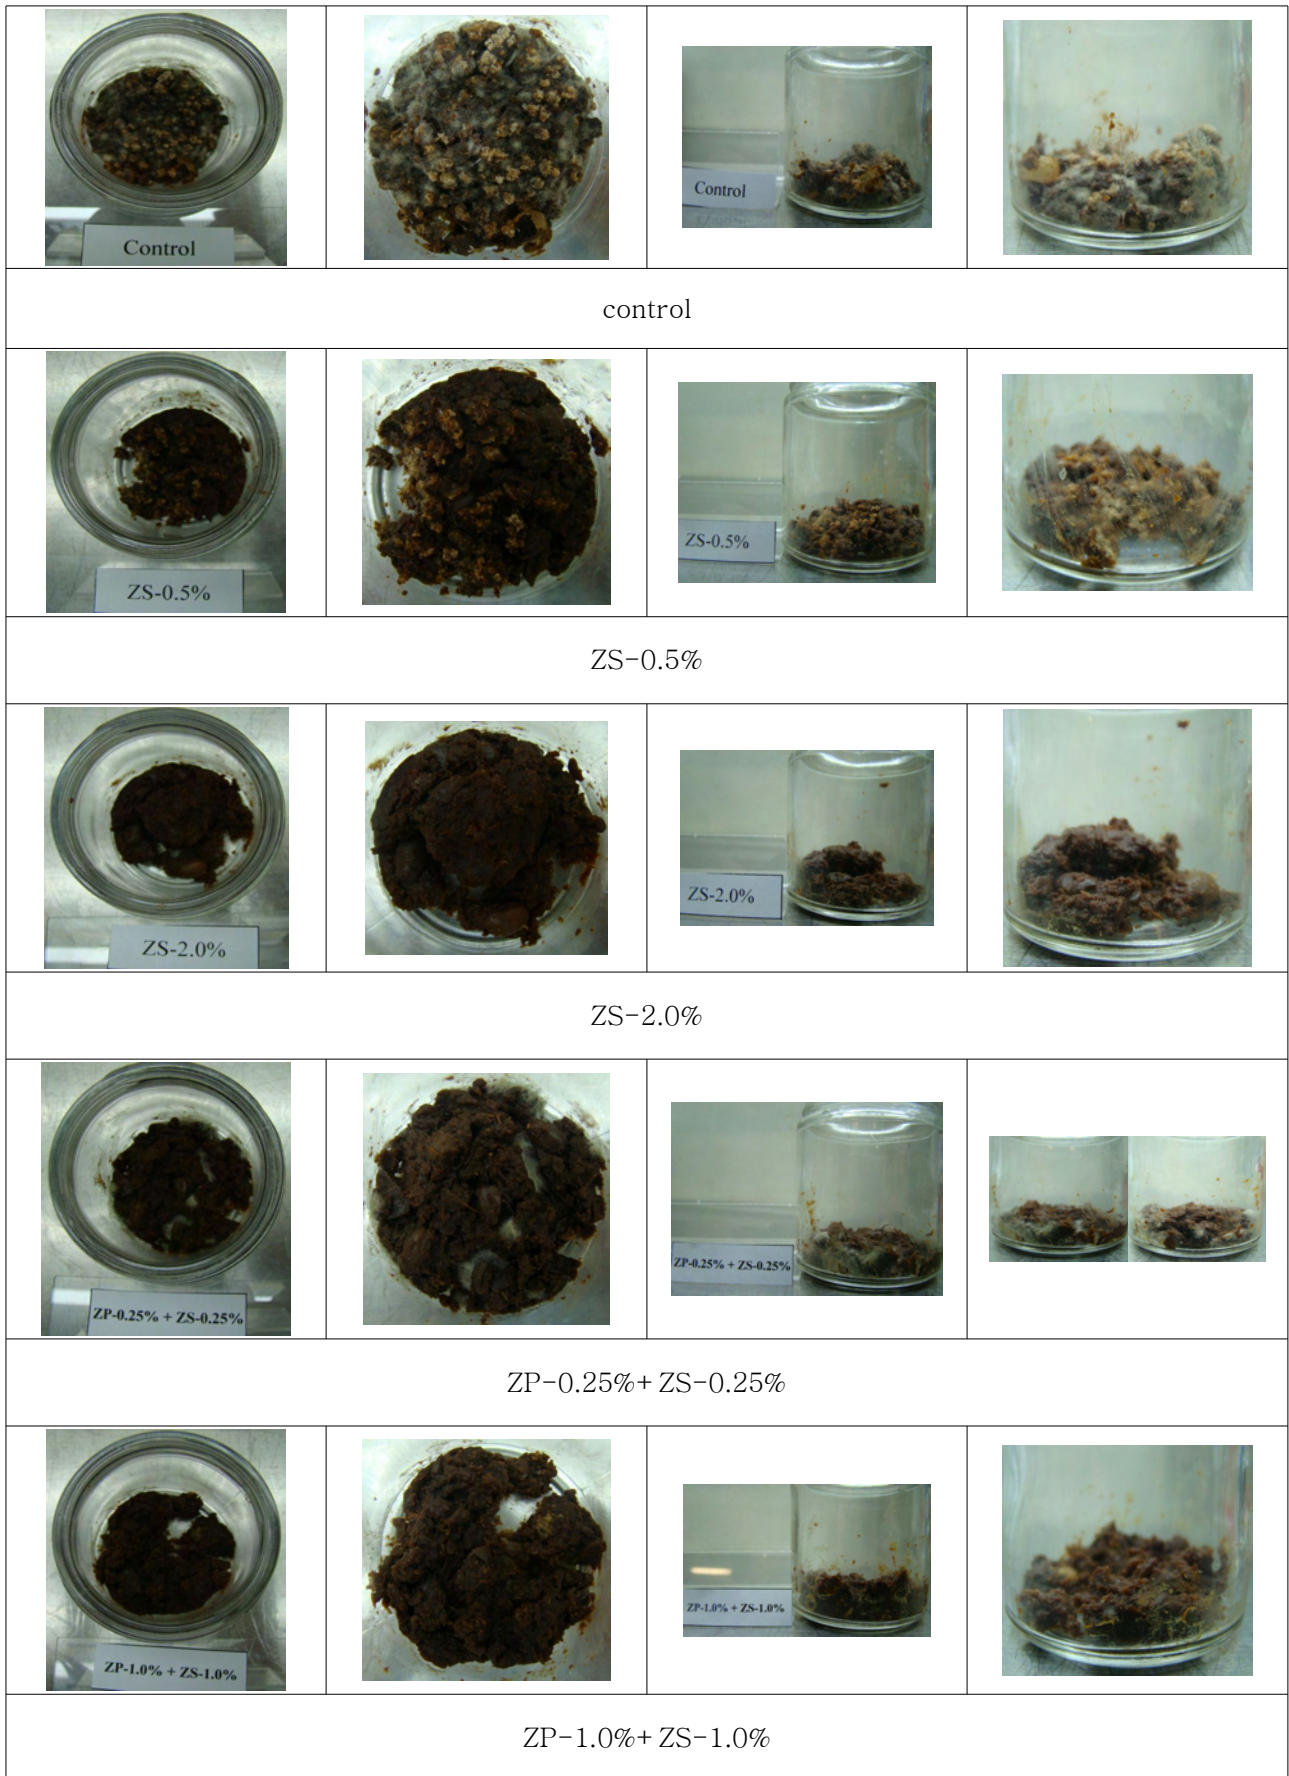 Control
Control
control
ZS-0.5%
ZS-0.5%
ZS-0.5%
ZS-2.0%
ZS-2.0%
ZS-2.0%
ZP-0.25% + ZS-0.25%
ZP-0.25% + ZS-0.25%
ZP-0.25%+ ZS-0.25%
ZP-1.0% + ZS-1.0%
ZP-1.0% + ZS-1.0%
ZP-1.0%+ ZS-1.0%